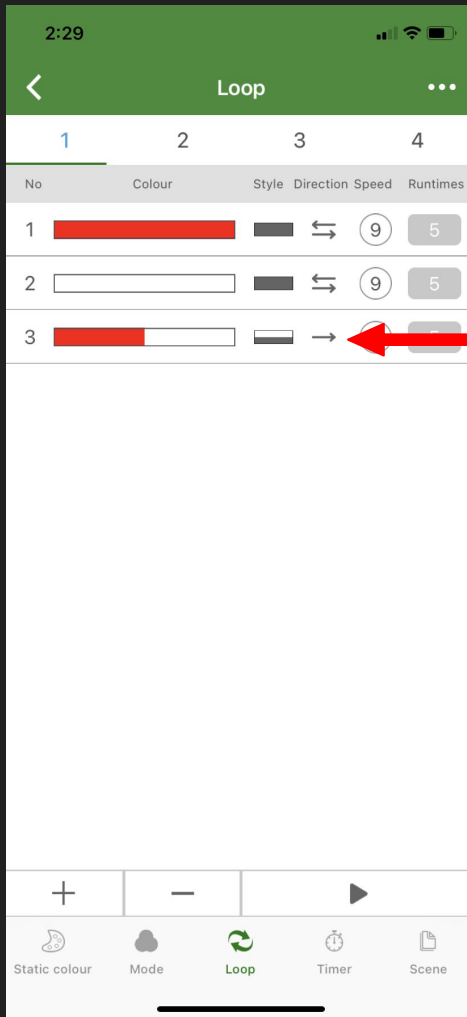 2:29
Loop
1 2 3 4
No Colour Style Direction Speed Runtimes
1 9 5
2 9 5
3
+ −
Static colour Mode Loop Timer Scene